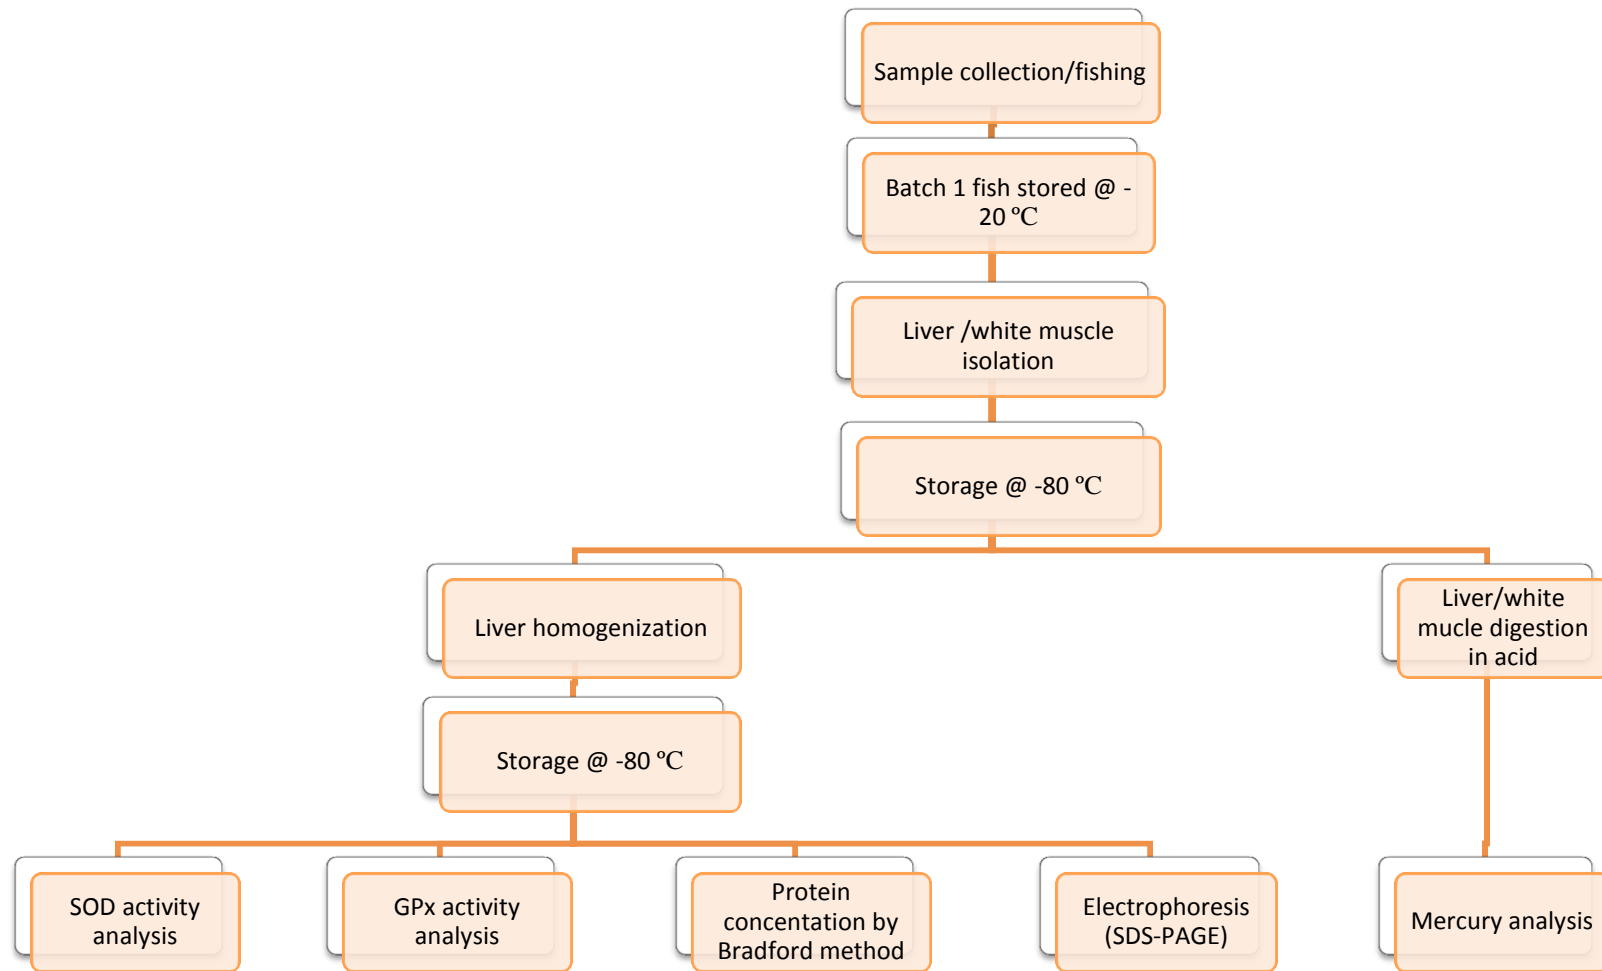 Sample collection/fishing
Batch 1 fish stored @ -
20 ºC
Liver /white muscle
isolation
Storage @ -80 ºC
Liver homogenization
Liver/white
mucle digestion
in acid
Storage @ -80 ºC
SOD activity
analysis
GPx activity
analysis
Protein
concentation by
Bradford method
Electrophoresis
(SDS-PAGE)
Mercury analysis